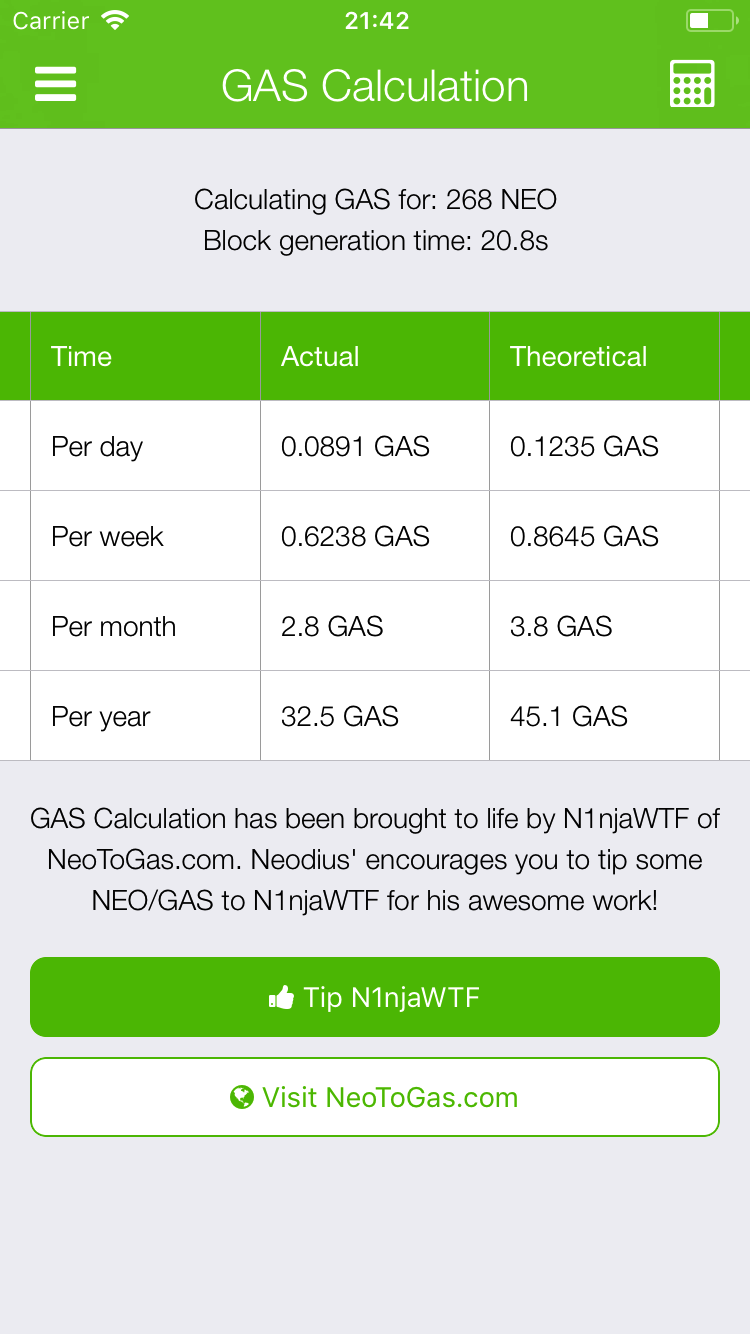 Carrier 21:42
GAS Calculation
Calculating GAS for: 268 NEO
Block generation time: 20.8s
Time Actual Theoretical
Per day 0.0891 GAS 0.1235 GAS
Per week 0.6238 GAS 0.8645 GAS
Per month 2.8 GAS 3.8 GAS
Per year 32.5 GAS 45.1 GAS
GAS Calculation has been brought to life by N1njaWTF of
NeoToGas.com. Neodius' encourages you to tip some
NEO/GAS to N1njaWTF for his awesome work!
Tip N1njaWTF
Visit NeoToGas.com